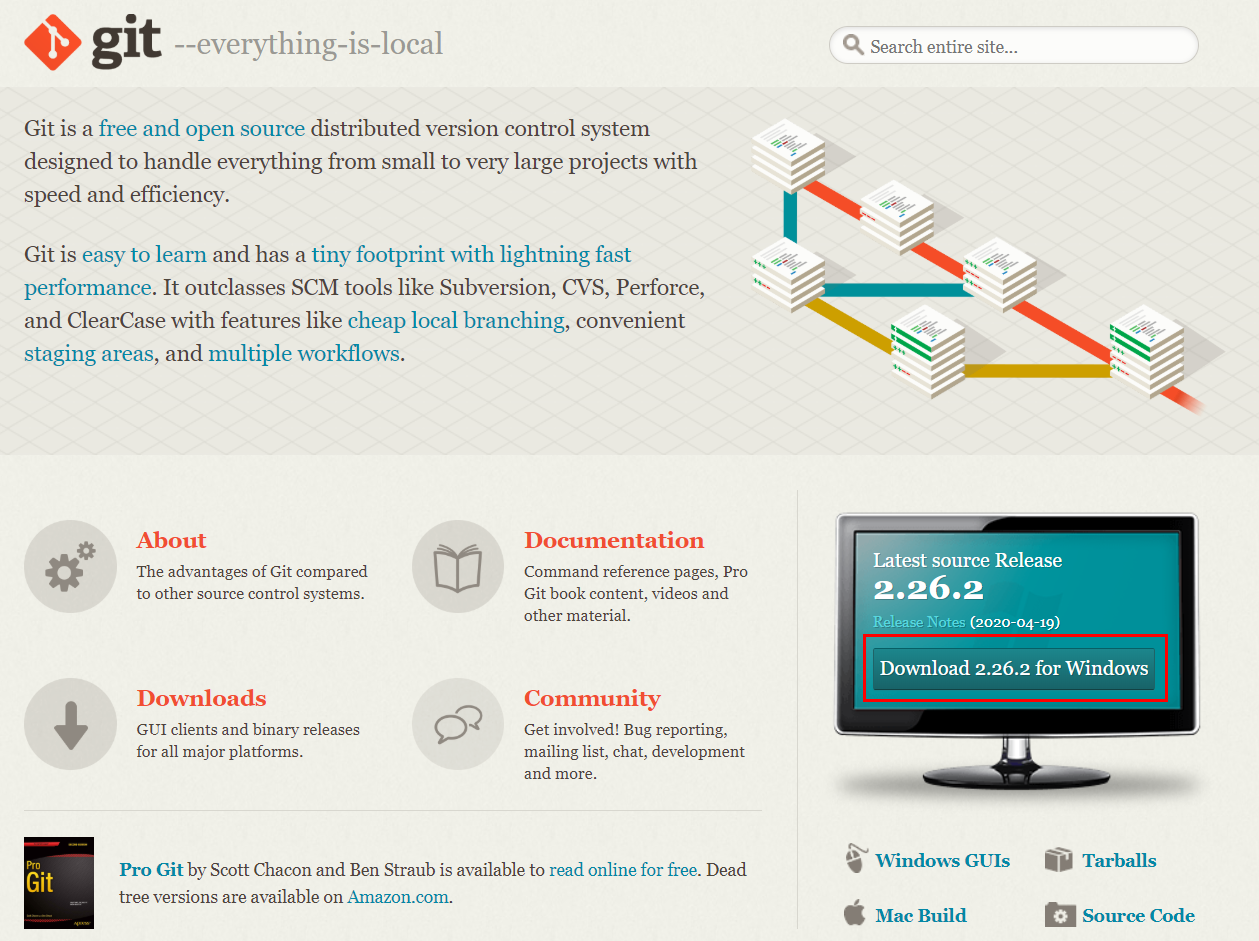 git --everything-is-local
Search entire site...
Git is a free and open source distributed version control system
designed to handle everything from small to very large projects with
speed and efficiency.
Git is easy to learn and has a tiny footprint with lightning fast
performance. It outclasses SCM tools like Subversion, CVS, Perforce,
and ClearCase with features like cheap local branching, convenient
staging areas, and multiple workflows.
About
The advantages of Git compared
to other source control systems.
Documentation
Command reference pages, Pro
Git book content, videos and
other material.
Downloads
GUI clients and binary releases
for all major platforms.
Community
Get involved! Bug reporting,
mailing list, chat, development
and more.
Pro
Git
Pro Git by Scott Chacon and Ben Straub is available to read online for free. Dead
tree versions are available on Amazon.com.
Latest source Release
2.26.2
Release Notes (2020-04-19)
Download 2.26.2 for Windows
Windows GUIs
Tarballs
Mac Build
Source Code